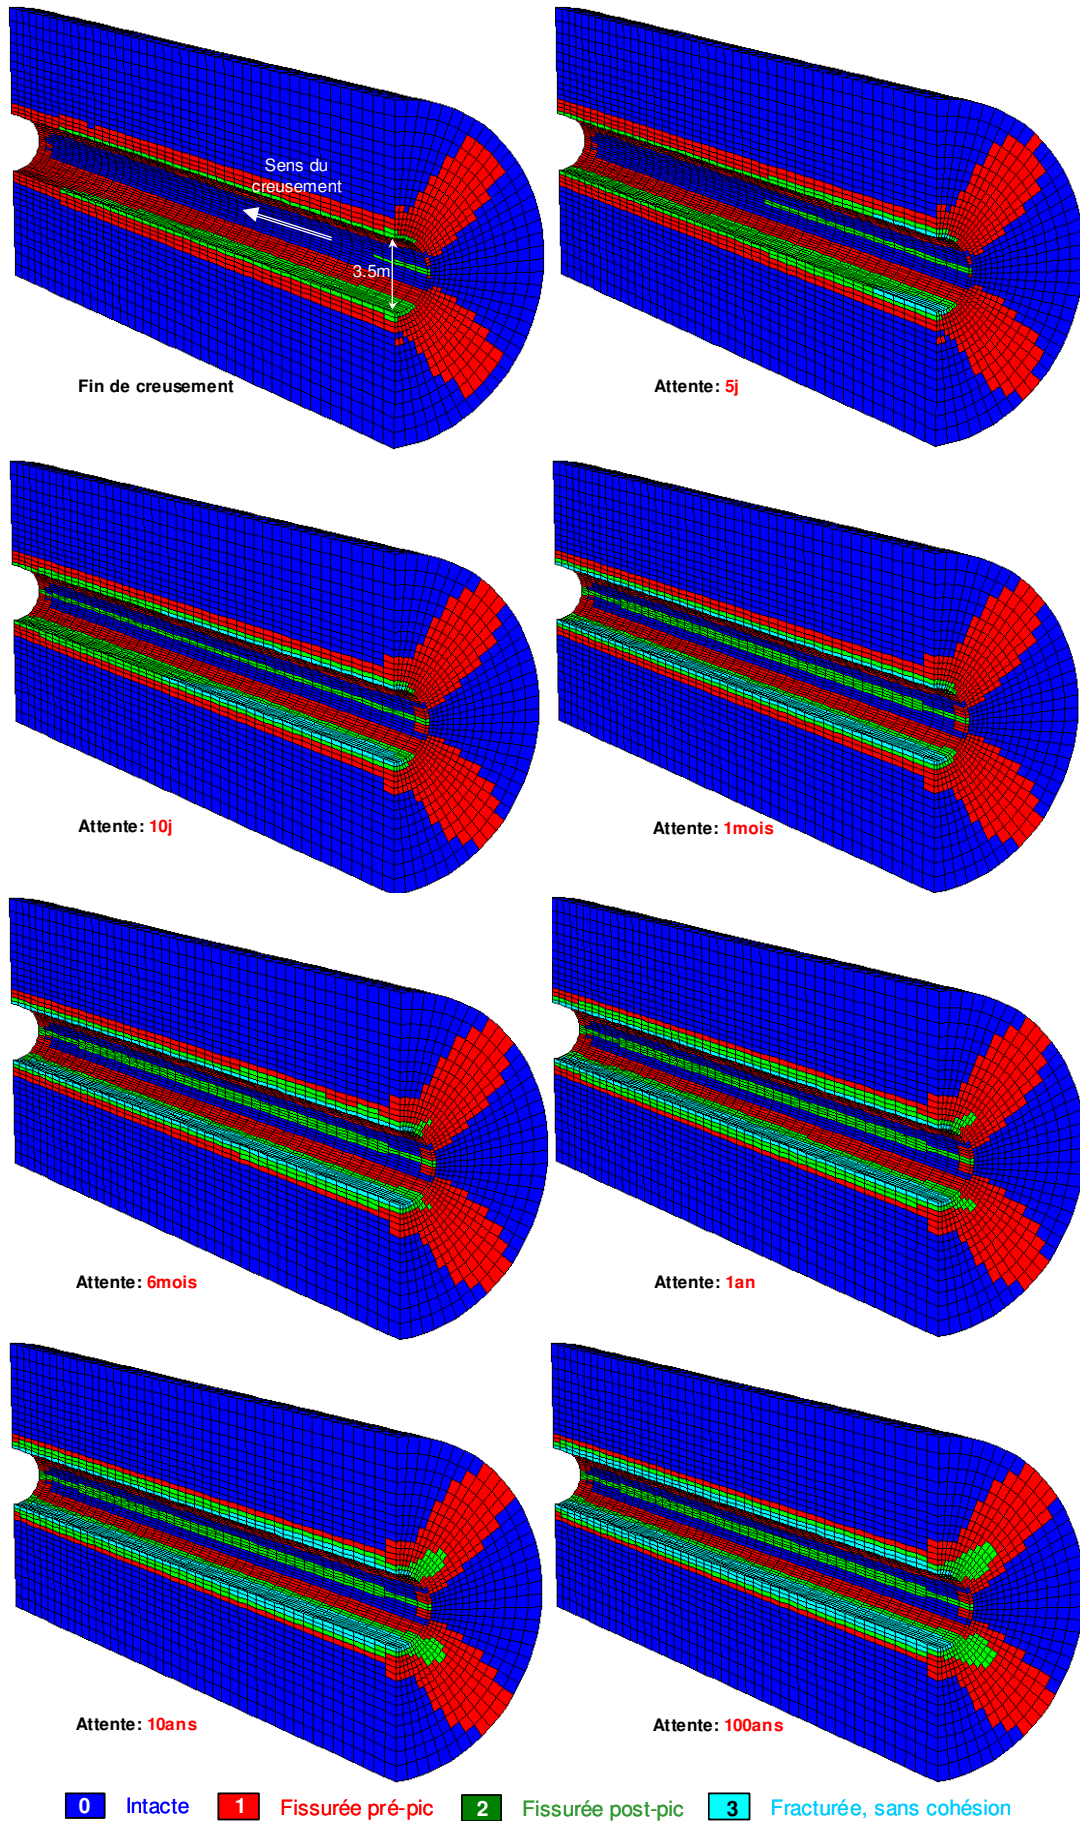 Sens du
creusement
3.5m
Fin de creusement
Attente: 5j
Attente: 10j
Attente: 1mois
Attente: 6mois
Attente: 1an
Attente: 10ans
Attente: 100ans
0 Intacte 1 Fissurée pré-pic 2 Fissurée post-pic 3 Fracturée, sans cohésion